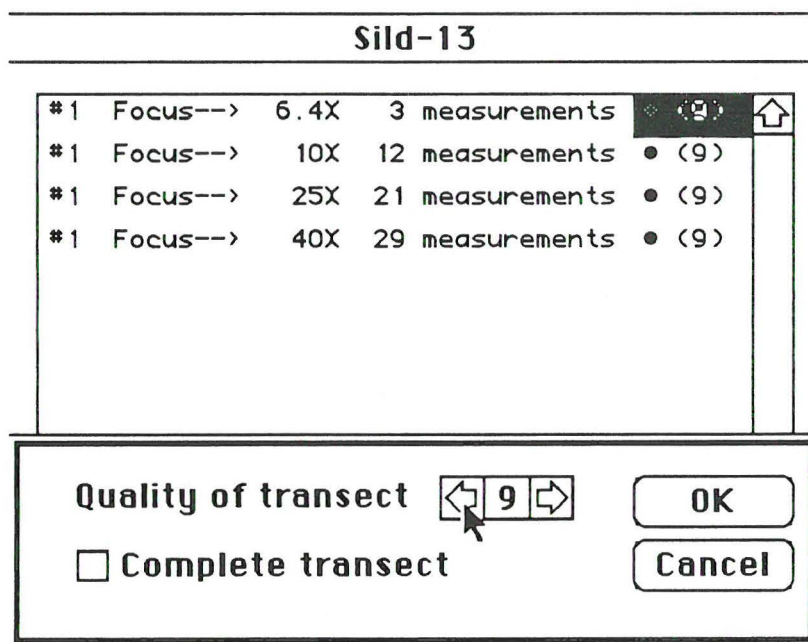 Sild-13
#1 Focus--> 6.4X 3 measurements ◇ (9)
#1 Focus--> 10X 12 measurements ● (9)
#1 Focus--> 25X 21 measurements ● (9)
#1 Focus--> 40X 29 measurements ● (9)
Quality of transect 9 OK
Complete transect Cancel